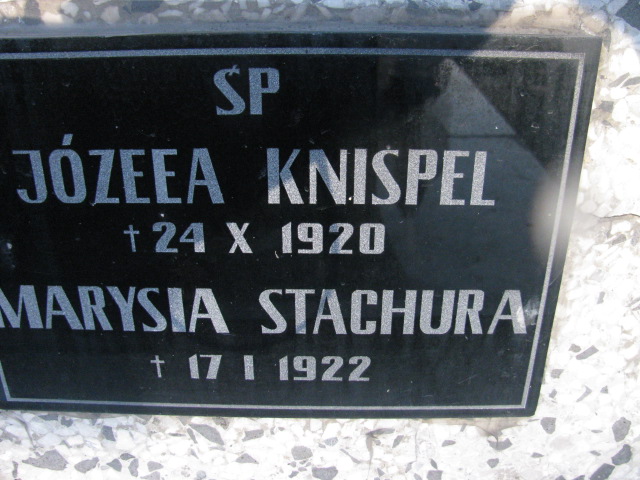 ŚP
JÓZEEA KNISPEL
† 24 X 1920
MARYSIA STACHURA
† 17 I 1922